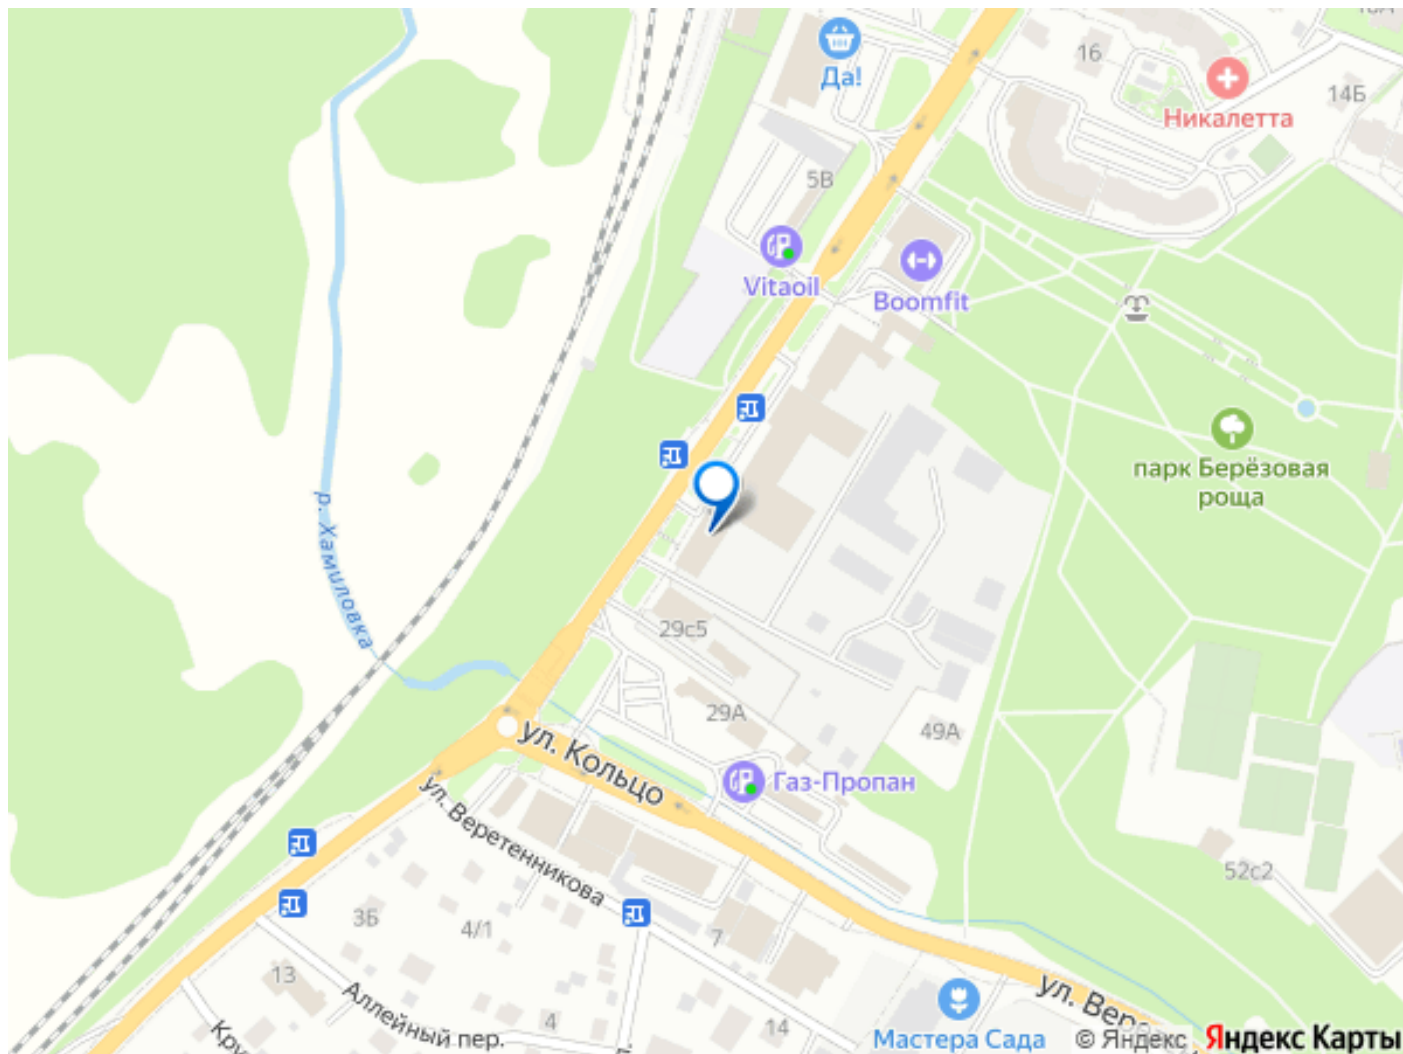 Да!
16
Никалетта
14Б
5В
Vitaoil
Boomfit
парк Берёзовая
роща
р. Хамиловка
29с5
29А
49А
ул. Кольцо
Газ-Пропан
ул. Веретенникова
52с2
3Б
4/1
7
13
Аллейный пер.
4
14
Мастера Сада
© Яндекс
Яндекс Карты